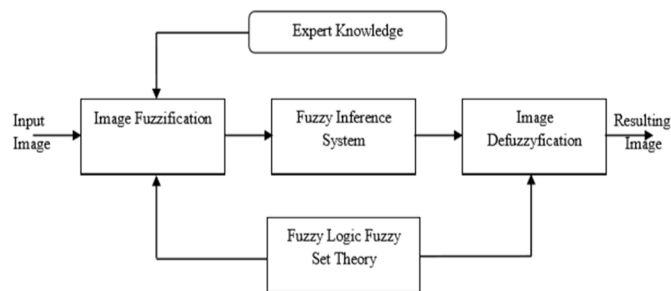 Expert Knowledge
Input
Image
Image Fuzzification
Fuzzy Inference
System
Image
Defuzzyfication
Resulting
Image
Fuzzy Logic Fuzzy
Set Theory